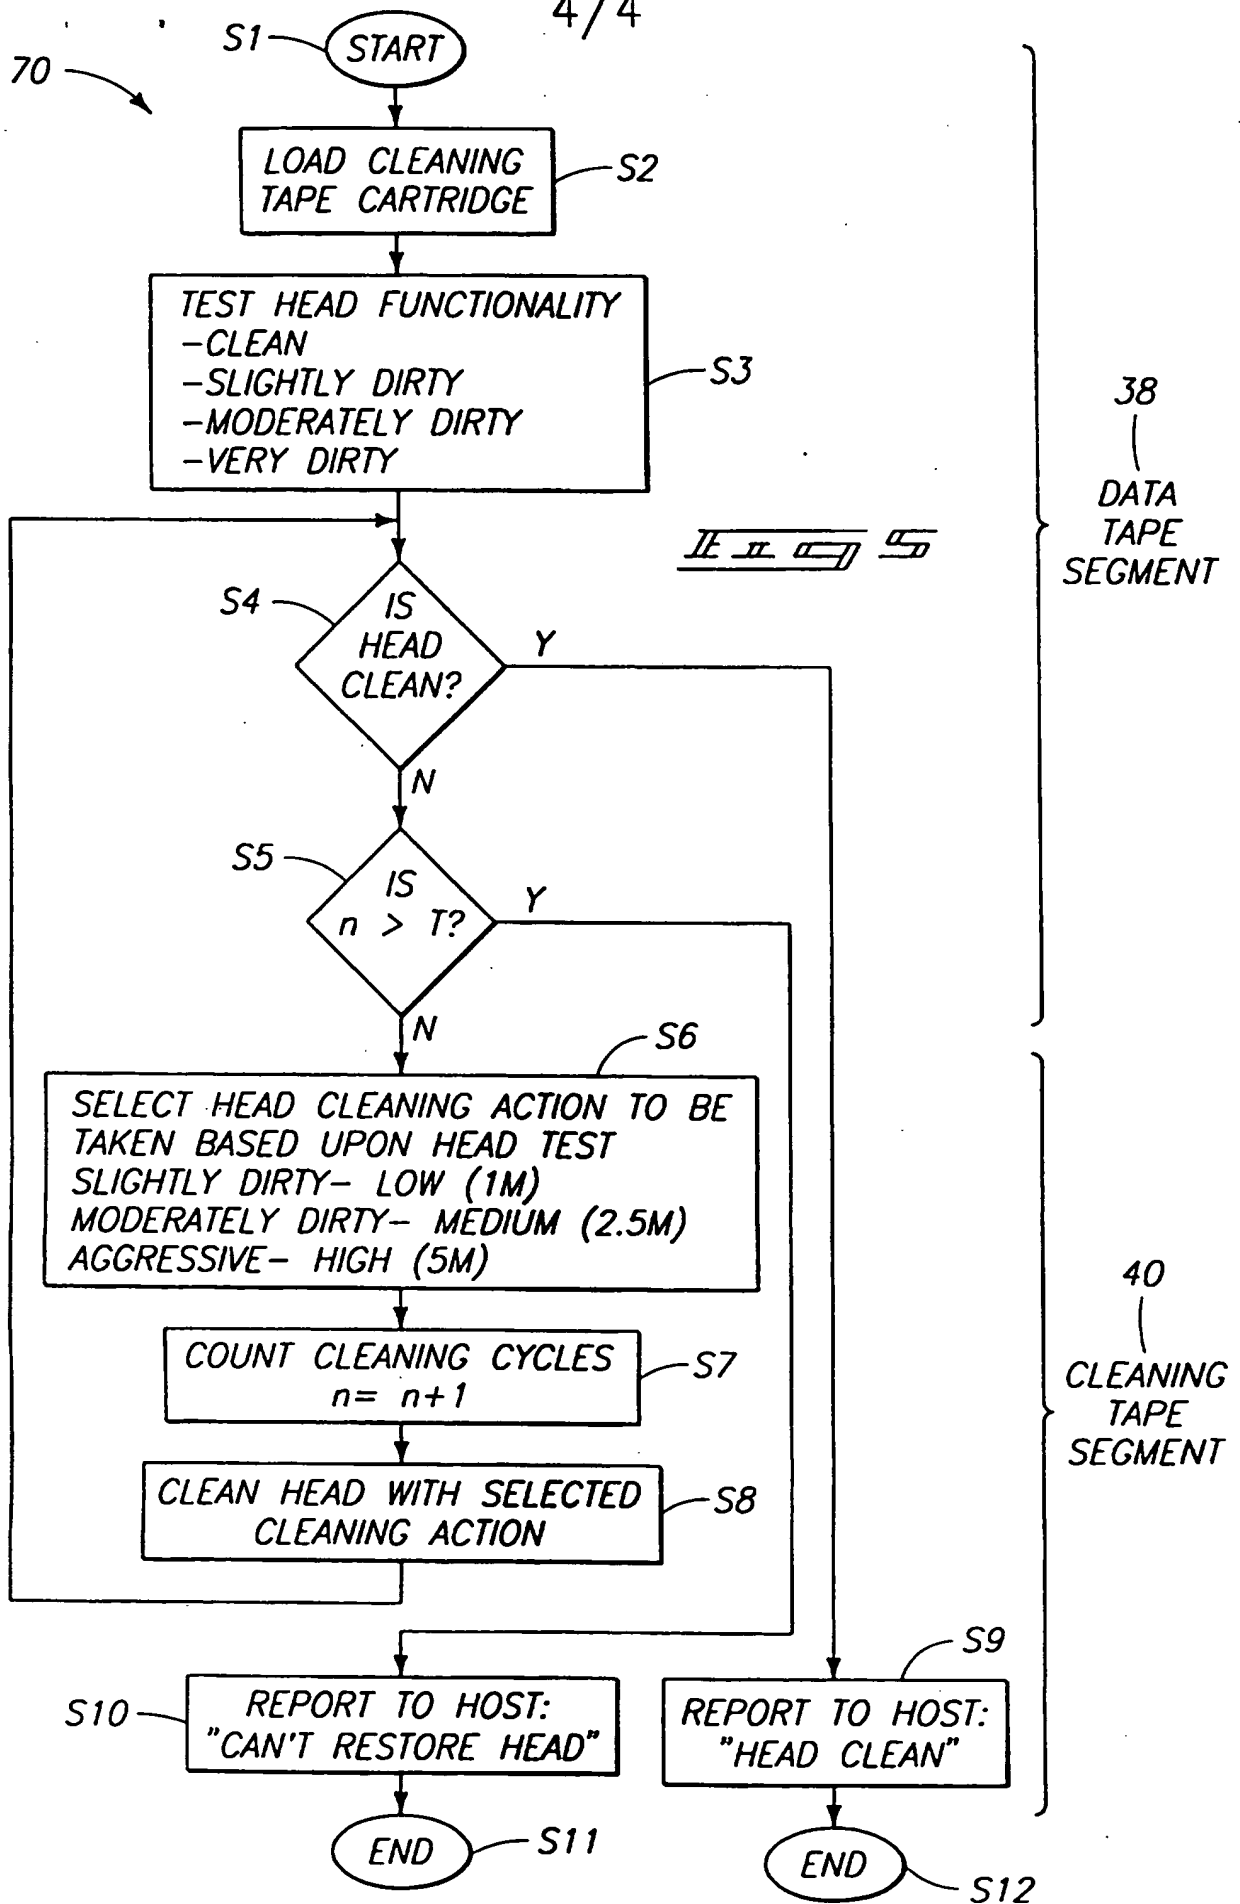 4/4
S1
START
70
LOAD CLEANING
TAPE CARTRIDGE
S2
TEST HEAD FUNCTIONALITY
-CLEAN
-SLIGHTLY DIRTY
-MODERATELY DIRTY
-VERY DIRTY
S3
38
DATA
TAPE
SEGMENT
FIG 5
S4
IS
HEAD
CLEAN?
Y
N
S5
IS
n > T?
Y
N
S6
SELECT HEAD CLEANING ACTION TO BE
TAKEN BASED UPON HEAD TEST
SLIGHTLY DIRTY- LOW (1M)
MODERATELY DIRTY- MEDIUM (2.5M)
AGGRESSIVE- HIGH (5M)
40
CLEANING
TAPE
SEGMENT
COUNT CLEANING CYCLES
n= n+1
S7
CLEAN HEAD WITH SELECTED
CLEANING ACTION
S8
S9
S10
REPORT TO HOST:
"CAN'T RESTORE HEAD"
REPORT TO HOST:
"HEAD CLEAN"
END
S11
END
S12